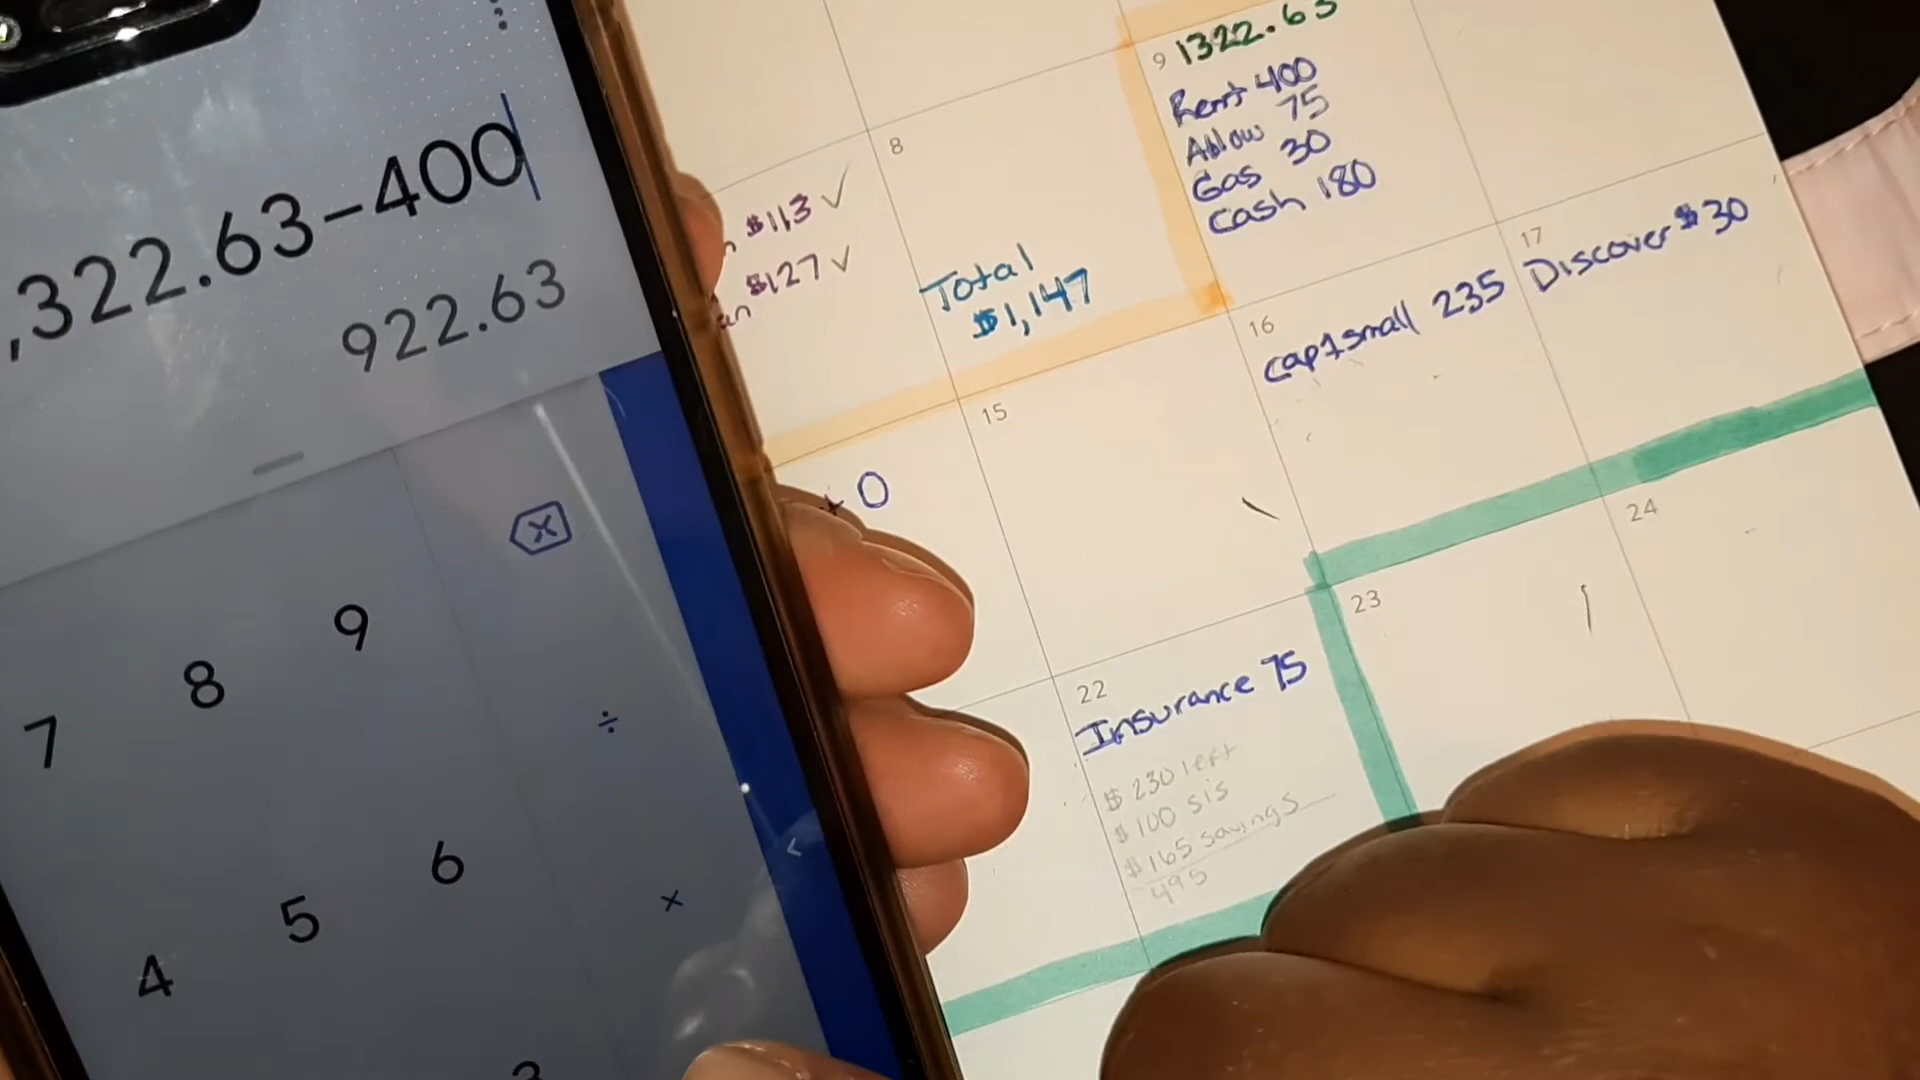 ,322.63−400
922.63
7
8
9
÷
4
5
6
×
3
$113 ✓
$127 ✓
8
Total
$1,147
9
1322.63
Rent 400
Allow 75
Gas 30
Cash 180
0
15
16
cap1small 235
17
Discover $30
22
Insurance 75
$230 left
$100 sis
$165 savings
495
23
24